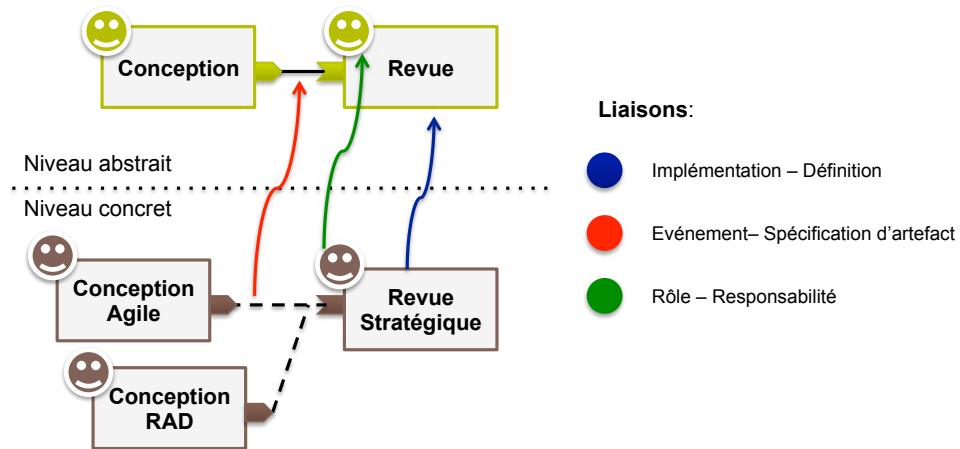 Conception
Revue
Niveau abstrait
Niveau concret
Conception
Agile
Revue
Stratégique
Conception
RAD
Liaisons:
Implémentation – Définition
Evénement– Spécification d'artefact
Rôle – Responsabilité